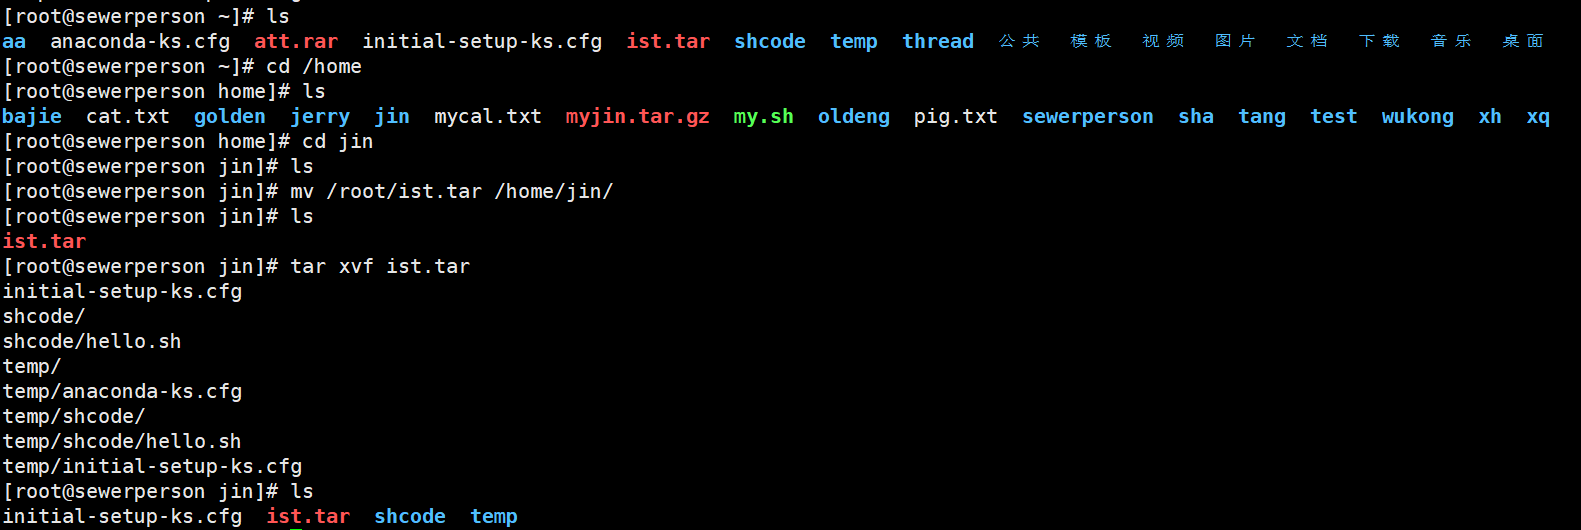 [root@sewerperson ~]# ls
aa  anaconda-ks.cfg  att.rar  initial-setup-ks.cfg  ist.tar  shcode  temp  thread  公共  模板  视频  图片  文档  下载  音乐  桌面
[root@sewerperson ~]# cd /home
[root@sewerperson home]# ls
bajie  cat.txt  golden  jerry  jin  mycal.txt  myjin.tar.gz  my.sh  oldeng  pig.txt  sewerperson  sha  tang  test  wukong  xh  xq
[root@sewerperson home]# cd jin
[root@sewerperson jin]# ls
[root@sewerperson jin]# mv /root/ist.tar /home/jin/
[root@sewerperson jin]# ls
ist.tar
[root@sewerperson jin]# tar xvf ist.tar
initial-setup-ks.cfg
shcode/
shcode/hello.sh
temp/
temp/anaconda-ks.cfg
temp/shcode/
temp/shcode/hello.sh
temp/initial-setup-ks.cfg
[root@sewerperson jin]# ls
initial-setup-ks.cfg  ist.tar  shcode  temp